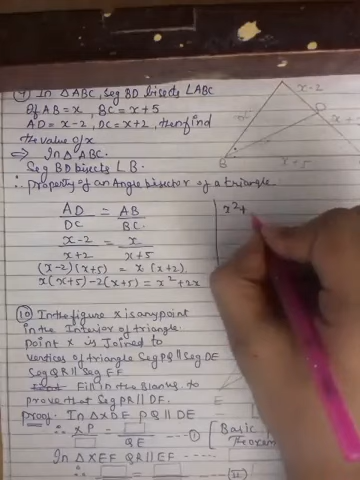 9) In △ABC, seg BD bisects ∠ABC
If AB=x, BC=x+5
AD=x-2, DC=x+2, then find
the value of x
⇒ In △ABC.
Seg BD bisects ∠B.
∴ property of an Angle bisector of a triangle
AD/DC = AB/BC
x-2/x+2 = x/x+5
(x-2)(x+5) = x(x+2)
x(x+5)-2(x+5) = x²+2x
x²+
x-2
D
x+
x
B
x+5
10) In the figure X is any point
in the Interior of triangle.
Point X is Joined to
vertices of triangle Seg PQ || Seg DE
Seg QR || Seg EF
Fill in the Blanks to
prove that Seg PR || DF.
Proof: In △XDE PQ || DE
∴ XP/□ = □/QE ----①
[Basic
Theorem
In △XEF QR || EF ----
∴ □/□ = □/□ ----②
E